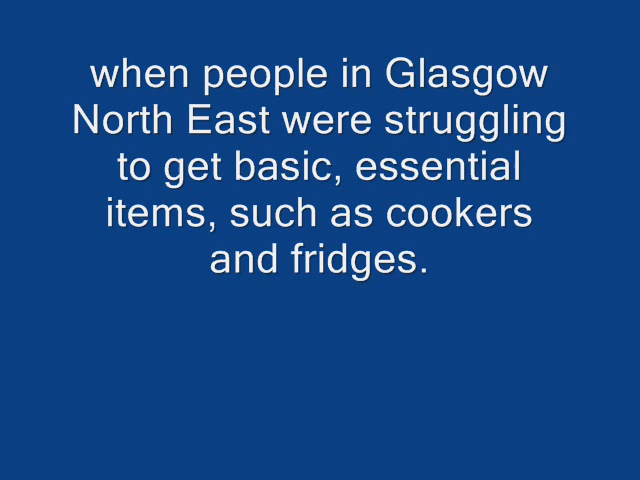 when people in Glasgow
North East were struggling
to get basic, essential
items, such as cookers
and fridges.